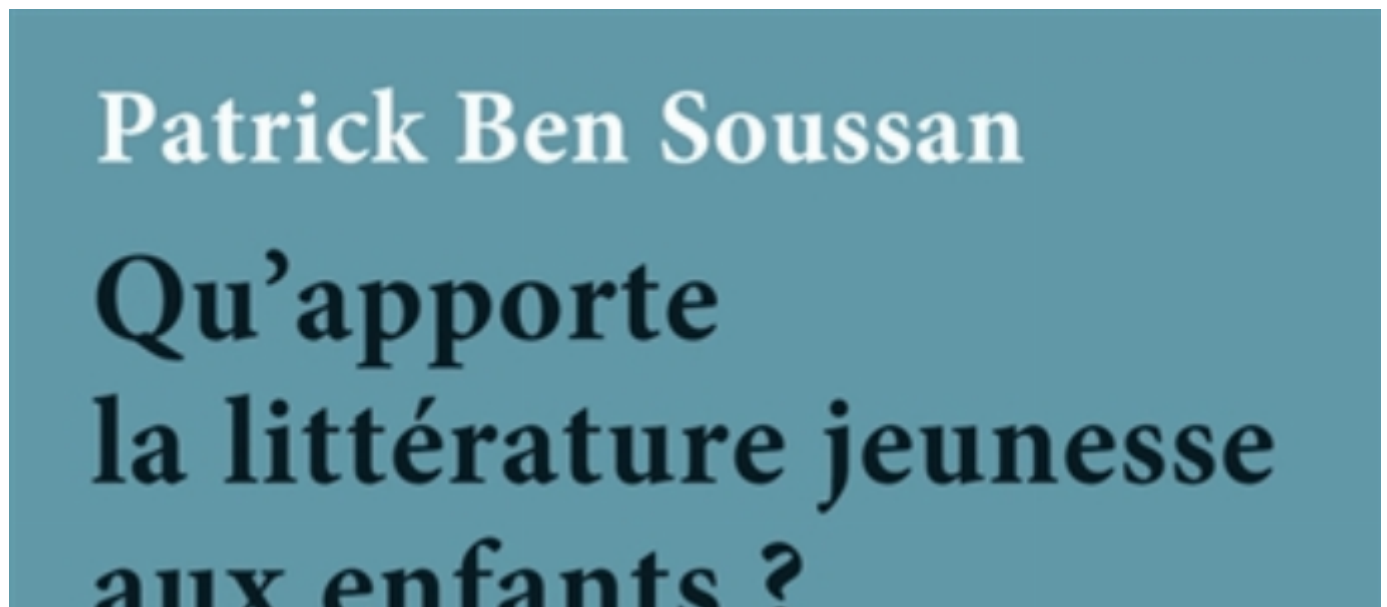 Patrick Ben Soussan
Qu’apporte
la littérature jeunesse
aux enfants ?